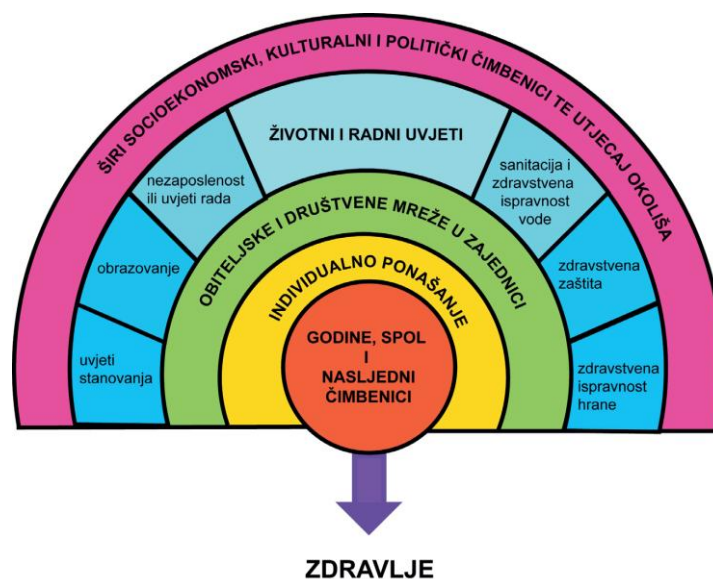 ŠIRI SOCIOEKONOMSKI, KULTURALNI I POLITIČKI ČIMBENICI TE UTJECAJ OKOLIŠA
ŽIVOTNI I RADNI UVJETI
uvjeti
stanovanja
obrazovanje
nezaposlenost
ili uvjeti rada
sanitacija i
zdravstvena
ispravnost
vode
zdravstvena
zaštita
zdravstvena
ispravnost
hrane
OBITELJSKE I DRUŠTVENE MREŽE U ZAJEDNICI
INDIVIDUALNO PONAŠANJE
GODINE, SPOL
I
NASLJEDNI
ČIMBENICI
ZDRAVLJE